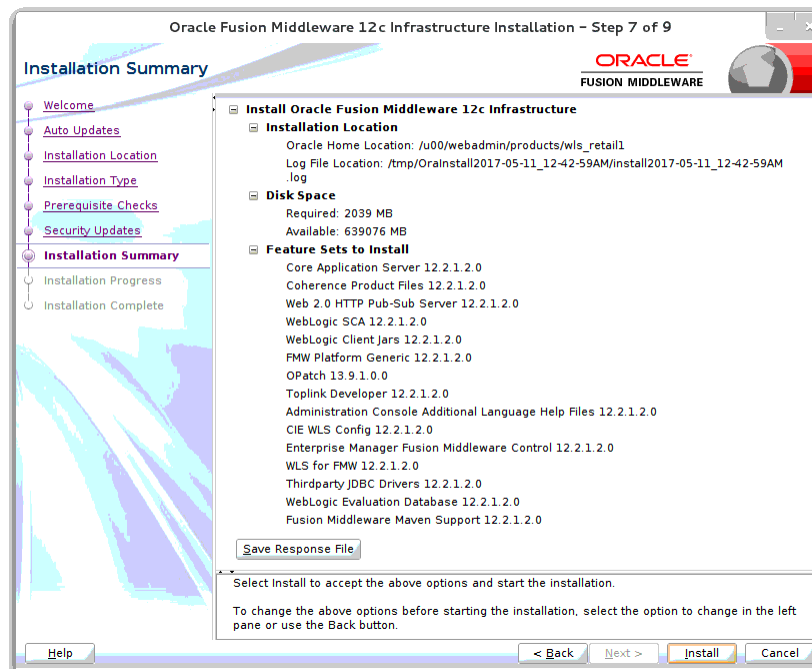 Oracle Fusion Middleware 12c Infrastructure Installation – Step 7 of 9
Installation Summary
ORACLE
FUSION MIDDLEWARE
Welcome
Auto Updates
Installation Location
Installation Type
Prerequisite Checks
Security Updates
Installation Summary
Installation Progress
Installation Complete
Install Oracle Fusion Middleware 12c Infrastructure
Installation Location
Oracle Home Location: /u00/webadmin/products/wls_retail1
Log File Location: /tmp/OraInstall2017-05-11_12-42-59AM/install2017-05-11_12-42-59AM
.log
Disk Space
Required: 2039 MB
Available: 639076 MB
Feature Sets to Install
Core Application Server 12.2.1.2.0
Coherence Product Files 12.2.1.2.0
Web 2.0 HTTP Pub-Sub Server 12.2.1.2.0
WebLogic SCA 12.2.1.2.0
WebLogic Client Jars 12.2.1.2.0
FMW Platform Generic 12.2.1.2.0
OPatch 13.9.1.0.0
Toplink Developer 12.2.1.2.0
Administration Console Additional Language Help Files 12.2.1.2.0
CIE WLS Config 12.2.1.2.0
Enterprise Manager Fusion Middleware Control 12.2.1.2.0
WLS for FMW 12.2.1.2.0
Thirdparty JDBC Drivers 12.2.1.2.0
WebLogic Evaluation Database 12.2.1.2.0
Fusion Middleware Maven Support 12.2.1.2.0
Save Response File
Select Install to accept the above options and start the installation.
To change the above options before starting the installation, select the option to change in the left
pane or use the Back button.
Help
< Back
Next >
Install
Cancel